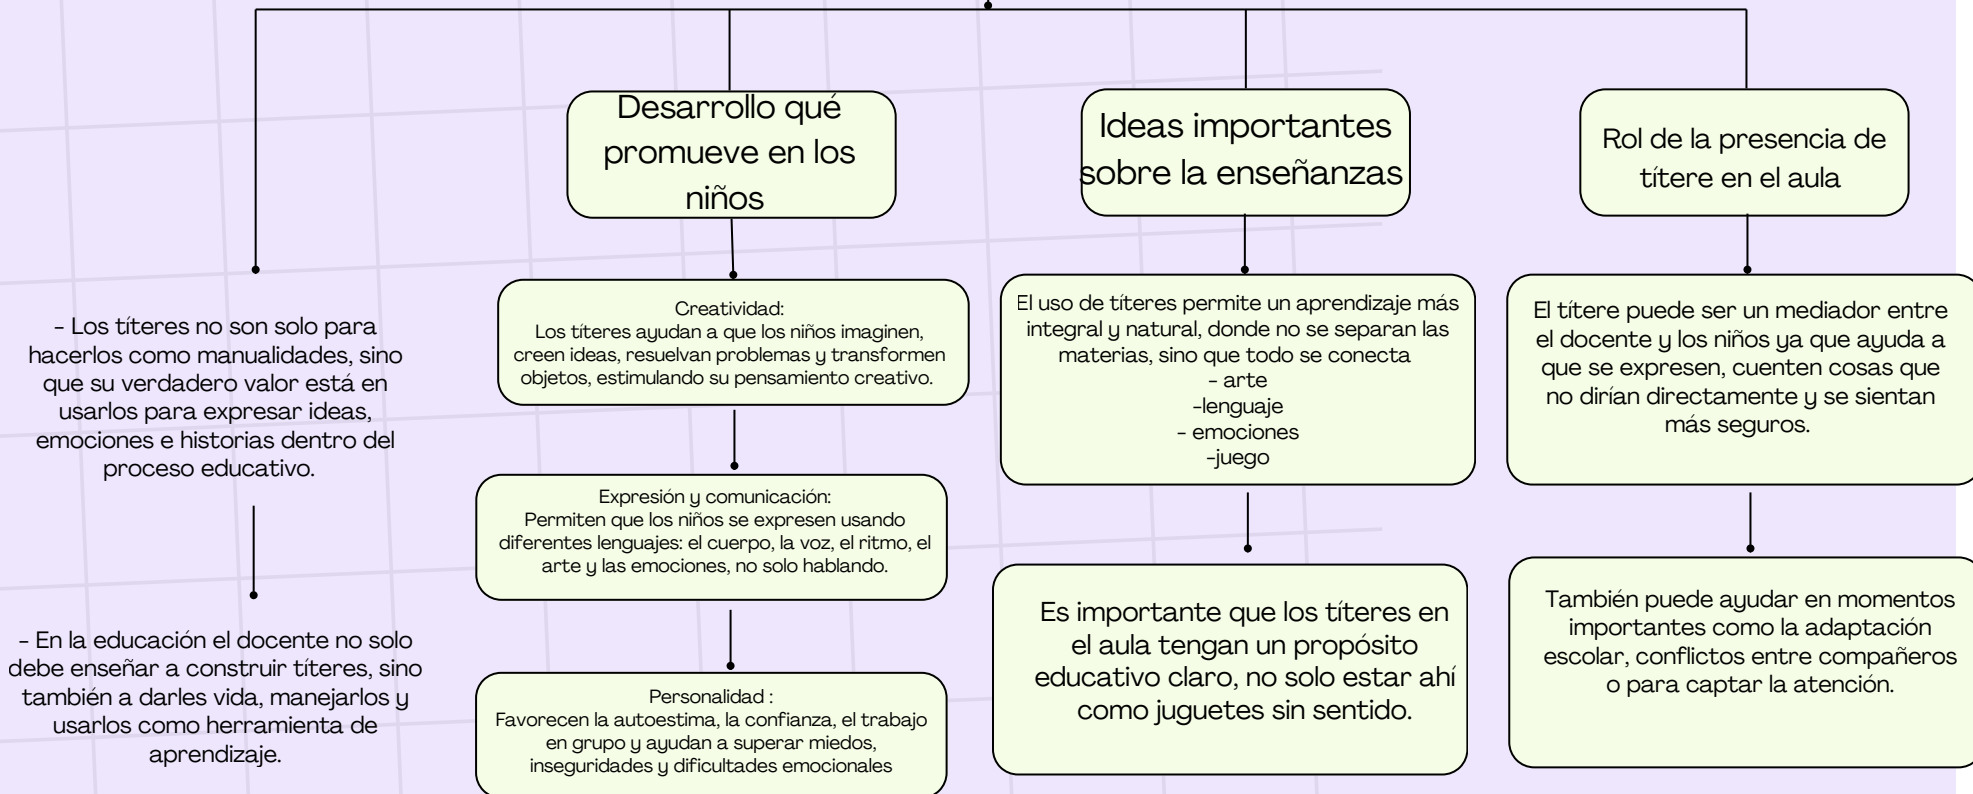 - Los títeres no son solo para
hacerlos como manualidades, sino
que su verdadero valor está en
usarlos para expresar ideas,
emociones e historias dentro del
proceso educativo.
- En la educación el docente no solo
debe enseñar a construir títeres, sino
también a darles vida, manejarlos y
usarlos como herramienta de
aprendizaje.
Desarrollo qué
promueve en los
niños
Creatividad:
Los títeres ayudan a que los niños imaginen,
creen ideas, resuelvan problemas y transformen
objetos, estimulando su pensamiento creativo.
Expresión y comunicación:
Permiten que los niños se expresen usando
diferentes lenguajes: el cuerpo, la voz, el ritmo, el
arte y las emociones, no solo hablando.
Personalidad :
Favorecen la autoestima, la confianza, el trabajo
en grupo y ayudan a superar miedos,
inseguridades y dificultades emocionales
Ideas importantes
sobre la enseñanzas
El uso de títeres permite un aprendizaje más
integral y natural, donde no se separan las
materias, sino que todo se conecta
- arte
-lenguaje
- emociones
-juego
Es importante que los títeres en
el aula tengan un propósito
educativo claro, no solo estar ahí
como juguetes sin sentido.
Rol de la presencia de
títere en el aula
El títere puede ser un mediador entre
el docente y los niños ya que ayuda a
que se expresen, cuenten cosas que
no dirían directamente y se sientan
más seguros.
También puede ayudar en momentos
importantes como la adaptación
escolar, conflictos entre compañeros
o para captar la atención.